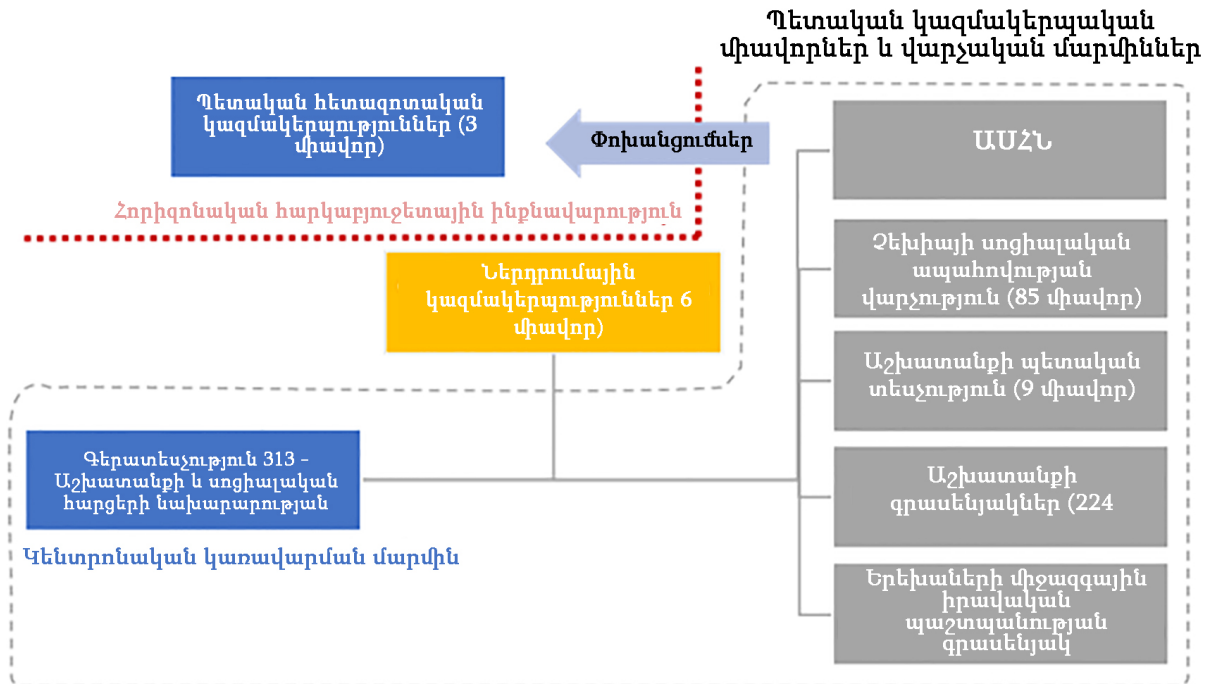 Պետական կազմակերպական
միավորներ և վարչական մարմիններ
Պետական հետազոտական
կազմակերպություններ (3
միավոր)
Փոխանցումներ
ԱՍՀՆ
Հորիզոնական հարկաբյուջետային ինքնավարություն
Չեխիայի սոցիալական
ապահովության
վարչություն (85 միավոր)
Ներդրումային
կազմակերպություններ 6
միավոր)
Աշխատանքի պետական
տեսչություն (9 միավոր)
Գերատեսչություն 313 –
Աշխատանքի և սոցիալական
հարցերի նախարարության
Աշխատանքի
գրասենյակներ (224
Կենտրոնական կառավարման մարմին
Երեխաների միջազգային
իրավական
պաշտպանության
գրասենյակ